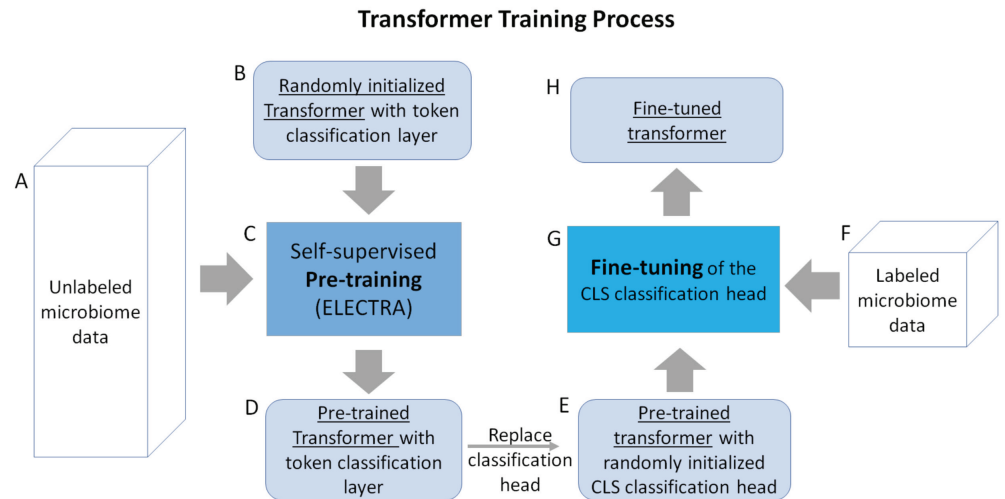 Transformer Training Process
A
Unlabeled
microbiome
data
B
Randomly initialized
Transformer with token
classification layer
C
Self-supervised
Pre-training
(ELECTRA)
D
Pre-trained
Transformer with
token classification
layer
Replace
classification
head
E
Pre-trained
transformer with
randomly initialized
CLS classification head
F
Labeled
microbiome
data
G
Fine-tuning of the
CLS classification head
H
Fine-tuned
transformer